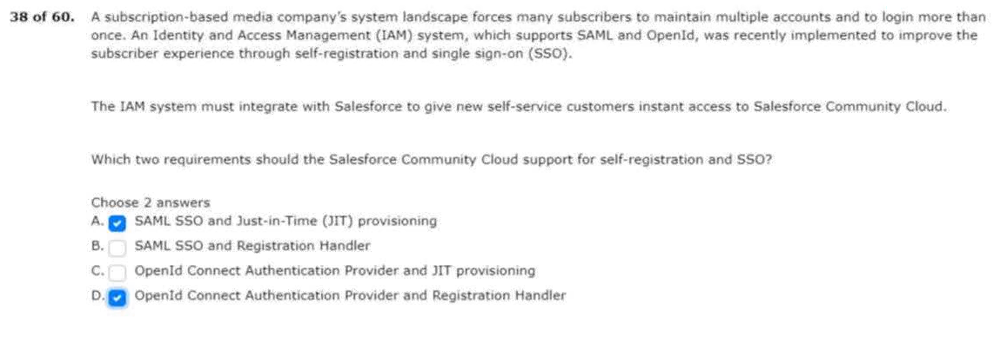 38 of 60. A subscription-based media company's system landscape forces many subscribers to maintain multiple accounts and to login more than
once. An Identity and Access Management (IAM) system, which supports SAML and OpenId, was recently implemented to improve the
subscriber experience through self-registration and single sign-on (SSO).
The IAM system must integrate with Salesforce to give new self-service customers instant access to Salesforce Community Cloud.
Which two requirements should the Salesforce Community Cloud support for self-registration and SSO?
Choose 2 answers
A. SAML SSO and Just-in-Time (JIT) provisioning
B. SAML SSO and Registration Handler
C. OpenId Connect Authentication Provider and JIT provisioning
D. OpenId Connect Authentication Provider and Registration Handler